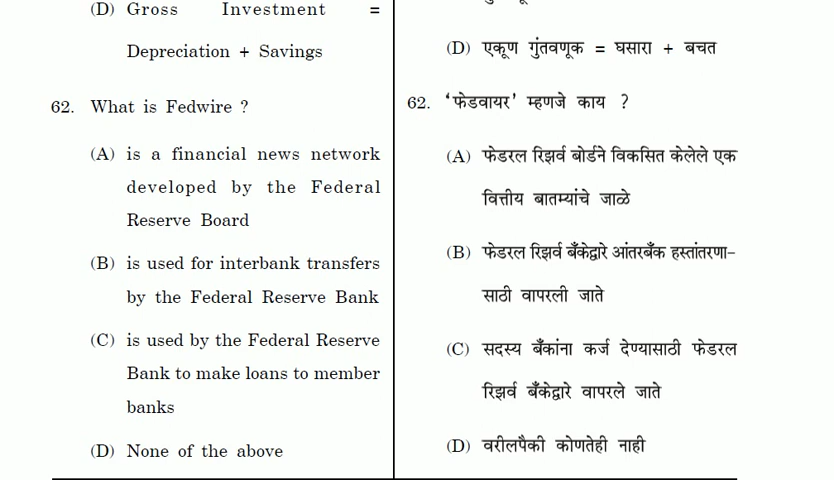 (D) Gross Investment =
Depreciation + Savings
62. What is Fedwire ?
(A) is a financial news network
developed by the Federal
Reserve Board
(B) is used for interbank transfers
by the Federal Reserve Bank
(C) is used by the Federal Reserve
Bank to make loans to member
banks
(D) None of the above
(D) एकूण गुंतवणूक = घसारा + बचत
62. ‘फेडवायर’ म्हणजे काय ?
(A) फेडरल रिझर्व बोर्डने विकसित केलेले एक
वित्तीय बातम्यांचे जाळे
(B) फेडरल रिझर्व बँकेद्वारे आंतरबँक हस्तांतरणा–
साठी वापरली जाते
(C) सदस्य बँकांना कर्ज देण्यासाठी फेडरल
रिझर्व बँकेद्वारे वापरले जाते
(D) वरीलपैकी कोणतेही नाही